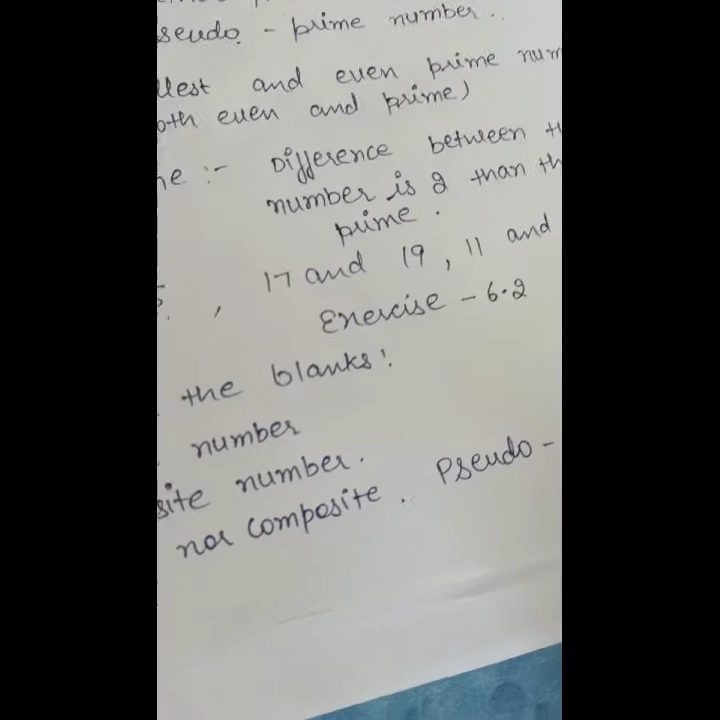 seudo - prime number.
llest and even prime num
oth even and prime)
ne :- Difference between th
number is 2 than th
prime.
, 17 and 19, 11 and
Exercise - 6.2
the blanks:
number
site number.
nor composite. Pseudo -